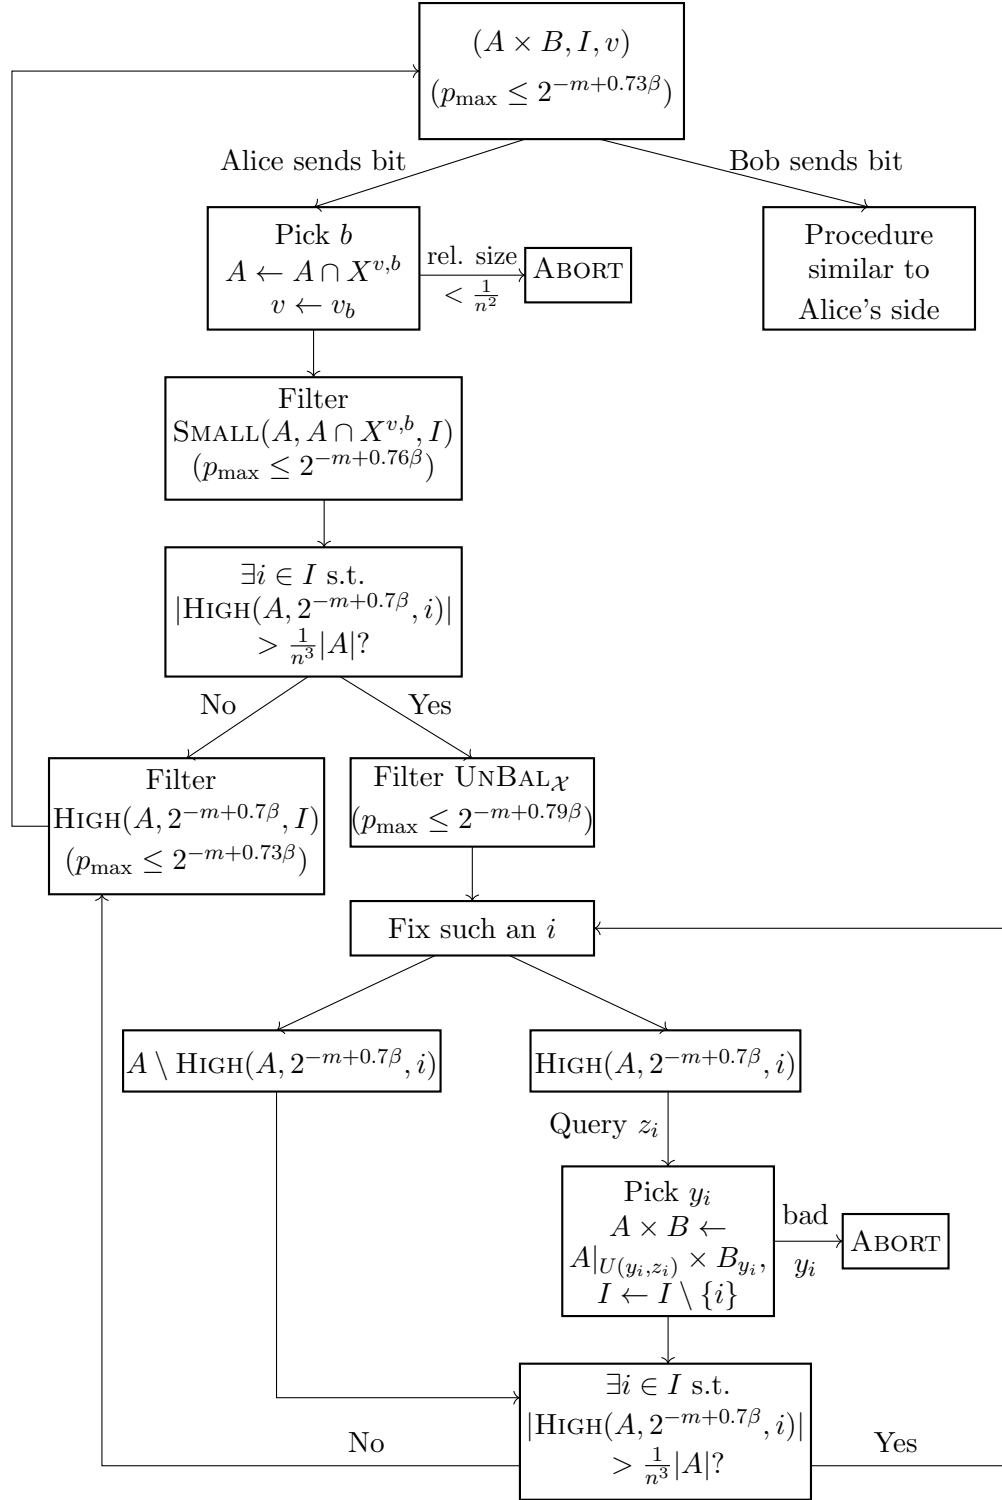 (A × B, I, v)
(p_max ≤ 2^{−m+0.73β})
Alice sends bit
Bob sends bit
Pick b
A ← A ∩ X^{v,b}
v ← v_b
rel. size
< 1/n²
ABORT
Procedure
similar to
Alice's side
Filter
SMALL(A, A ∩ X^{v,b}, I)
(p_max ≤ 2^{−m+0.76β})
∃i ∈ I s.t.
|HIGH(A, 2^{−m+0.7β}, i)|
> 1/n³ |A|?
No
Yes
Filter
HIGH(A, 2^{−m+0.7β}, I)
(p_max ≤ 2^{−m+0.73β})
Filter UNBAL_𝒳
(p_max ≤ 2^{−m+0.79β})
Fix such an i
A \ HIGH(A, 2^{−m+0.7β}, i)
HIGH(A, 2^{−m+0.7β}, i)
Query z_i
Pick y_i
A × B ←
A|_{U(y_i,z_i)} × B_{y_i},
I ← I \ {i}
bad
y_i
ABORT
∃i ∈ I s.t.
|HIGH(A, 2^{−m+0.7β}, i)|
> 1/n³ |A|?
No
Yes